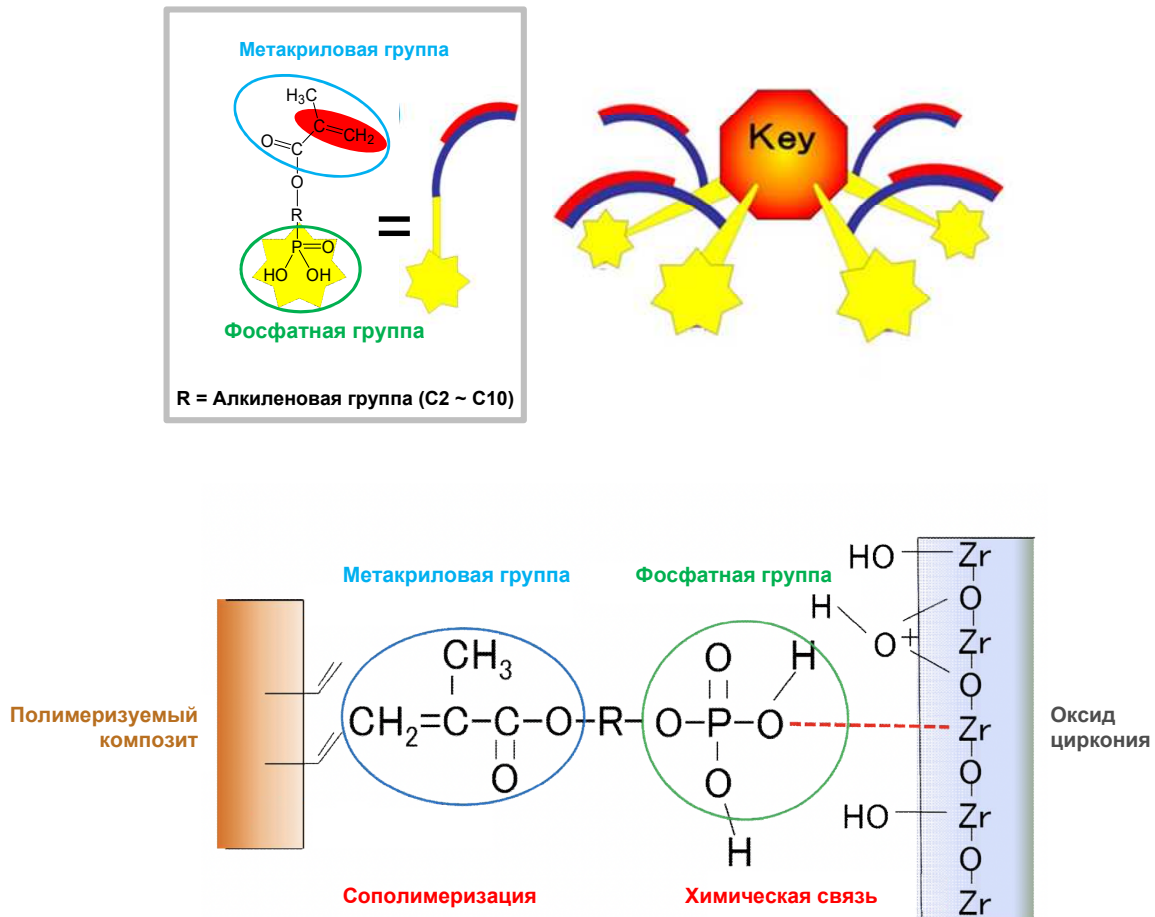 Метакриловая группа
H₃C
C=CH₂
O=C
O
R
P=O
HO OH
=
Фосфатная группа
R = Алкиленовая группа (C2 ~ C10)
Key
Метакриловая группа
Фосфатная группа
HO Zr
H O
O+ Zr
O
CH₃ O H
CH₂=C-C-O-R-O-P-O Zr
O O
O
H
HO Zr
O
Zr
Полимеризуемый
композит
Оксид
циркония
Сополимеризация
Химическая связь